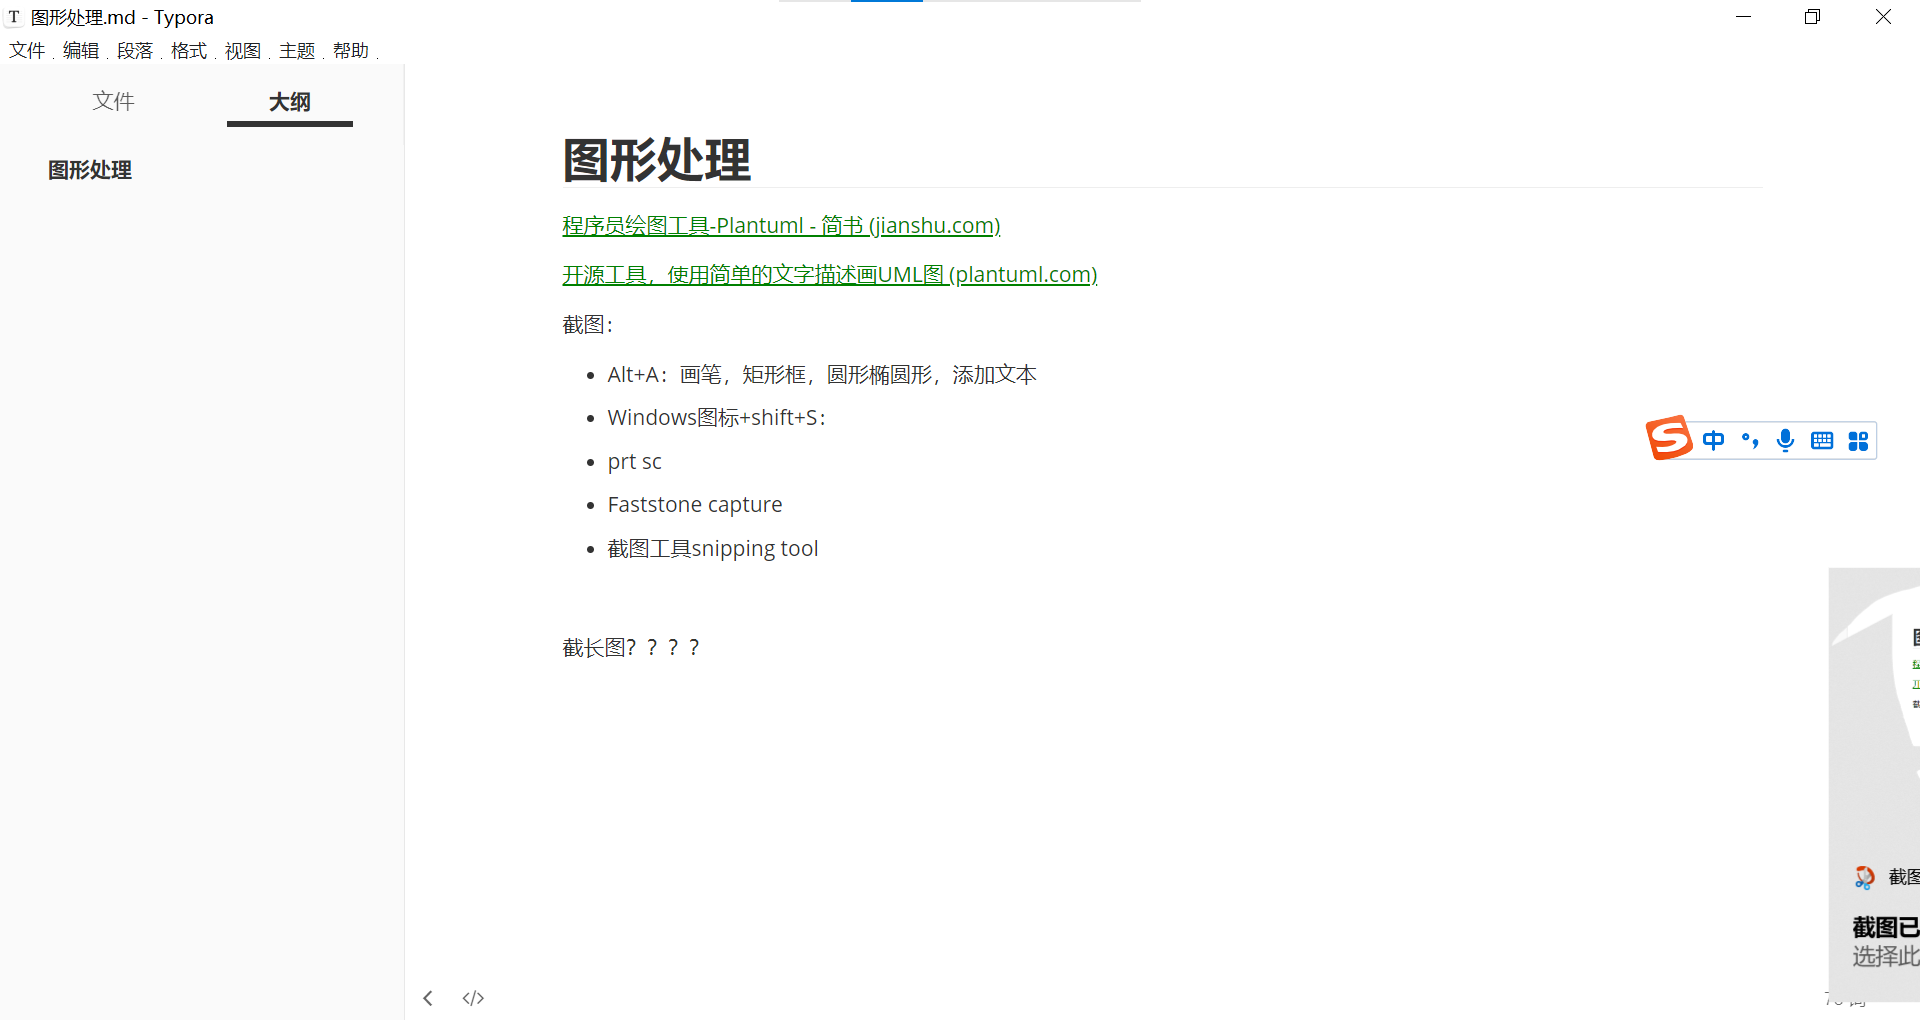 图形处理.md - Typora
文件 编辑 段落 格式 视图 主题 帮助
文件 大纲
图形处理
图形处理
程序员绘图工具-Plantuml - 简书 (jianshu.com)
开源工具，使用简单的文字描述画UML图 (plantuml.com)
截图：
Alt+A：画笔，矩形框，圆形椭圆形，添加文本
Windows图标+shift+S：
prt sc
Faststone capture
截图工具snipping tool
截长图？？？？
中
截图
截图已
选择此